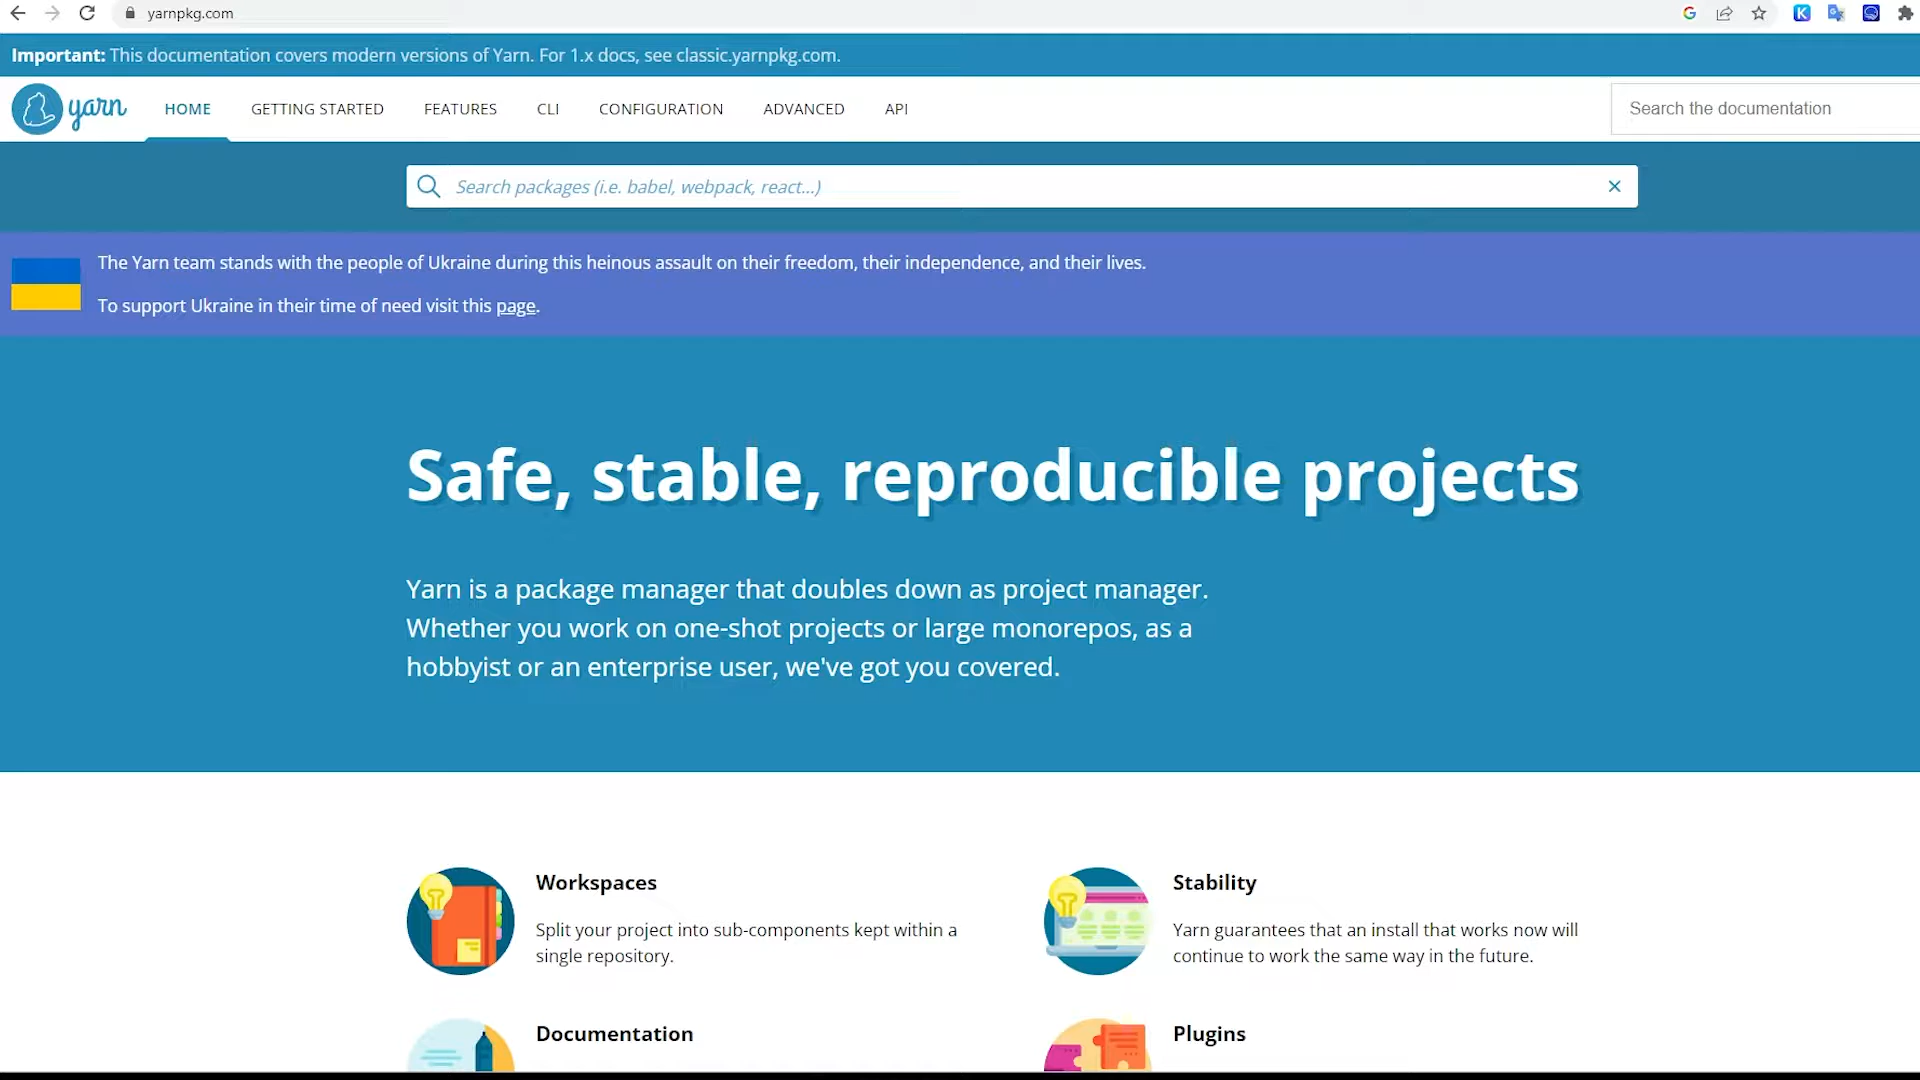 yarnpkg.com
Important: This documentation covers modern versions of Yarn. For 1.x docs, see classic.yarnpkg.com.
yarn HOME GETTING STARTED FEATURES CLI CONFIGURATION ADVANCED API Search the documentation
Search packages (i.e. babel, webpack, react...)
The Yarn team stands with the people of Ukraine during this heinous assault on their freedom, their independence, and their lives.
To support Ukraine in their time of need visit this page.
Safe, stable, reproducible projects
Yarn is a package manager that doubles down as project manager.
Whether you work on one-shot projects or large monorepos, as a
hobbyist or an enterprise user, we've got you covered.
Workspaces
Split your project into sub-components kept within a
single repository.
Stability
Yarn guarantees that an install that works now will
continue to work the same way in the future.
Documentation
Plugins